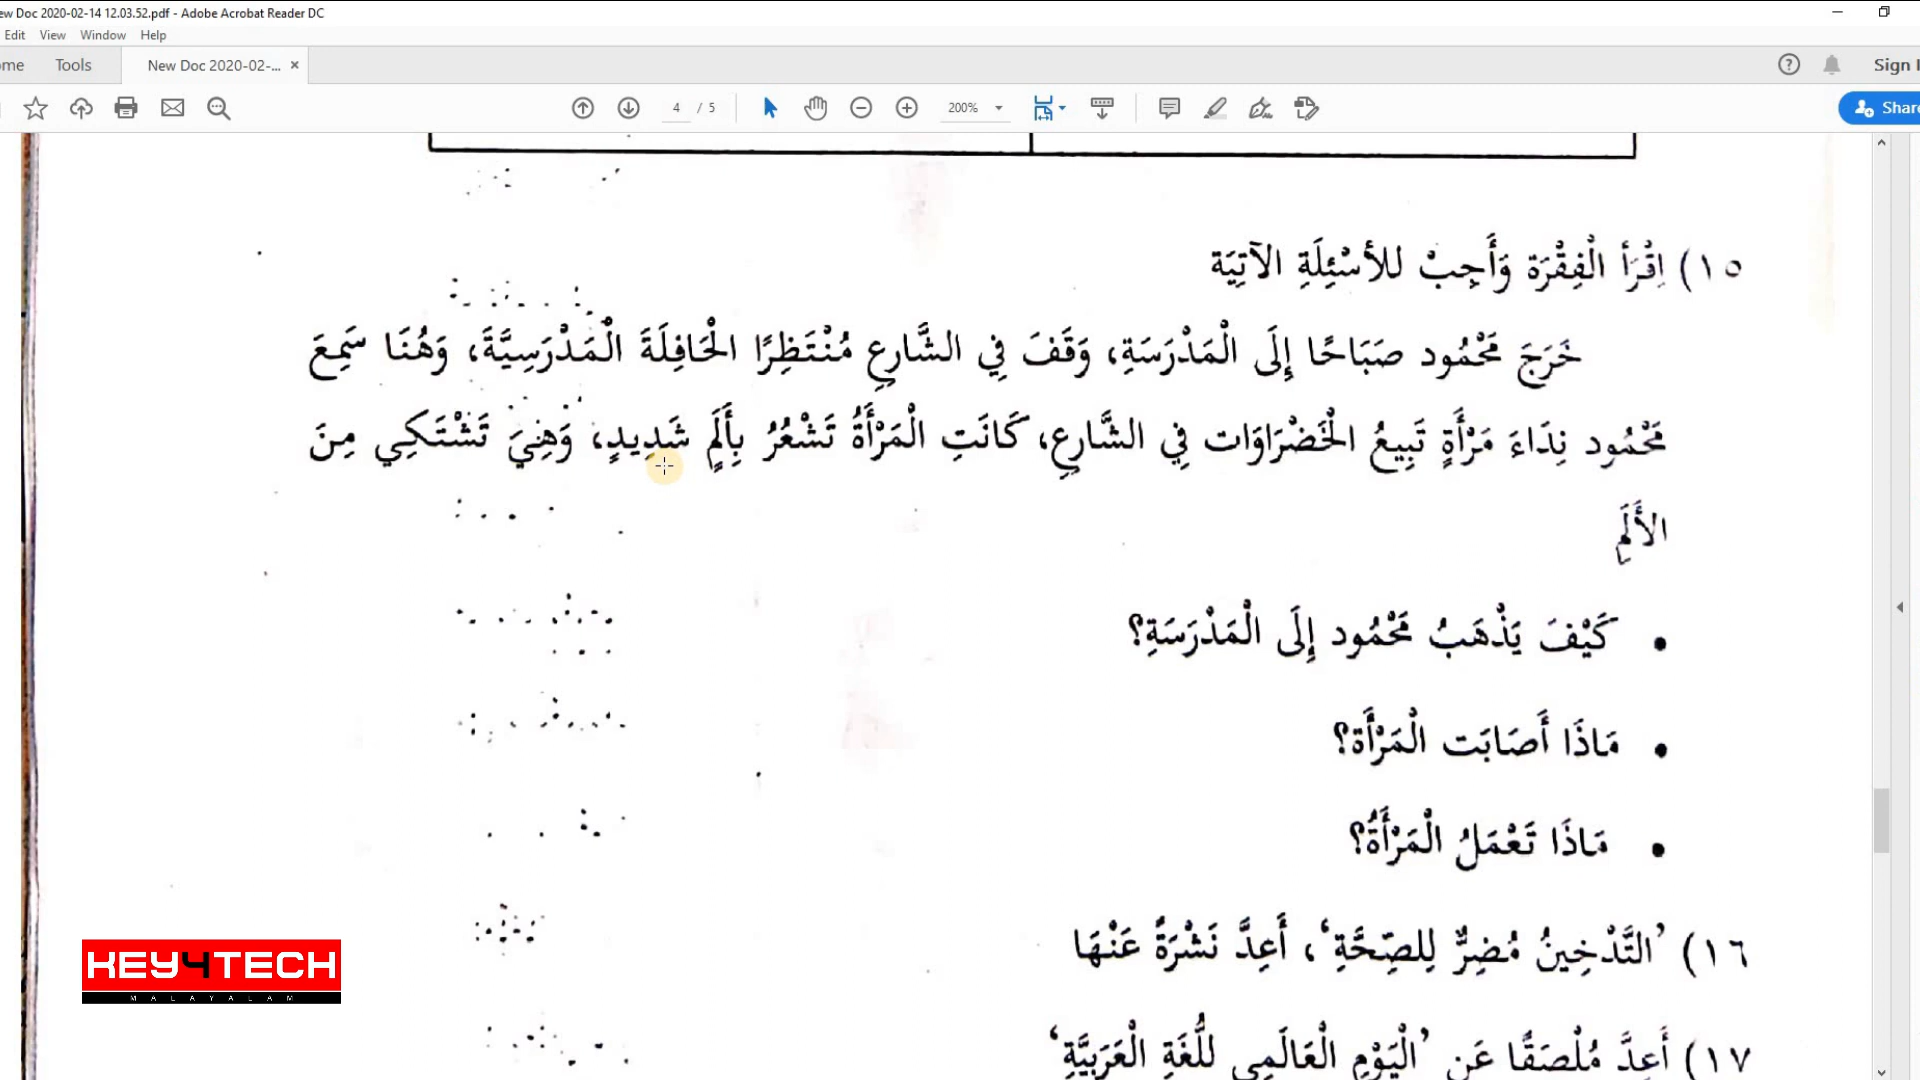 ew Doc 2020-02-14 12.03.52.pdf - Adobe Acrobat Reader DC
Edit View Window Help
ome Tools New Doc 2020-02-... × Sign I
4 / 5 200% Share
١٥) اِقْرَأ الْفِقْرَة وَأَجِبْ للأسْئِلَةِ الآتِيَة
خَرَجَ مَحْمُود صَبَاحًا إِلَى الْمَدْرَسَةِ، وَقَفَ فِي الشَّارِعِ مُنْتَظِرًا الْحَافِلَةَ الْمَدْرَسِيَّةَ، وَهُنَا سَمِعَ
مَحْمُود نِدَاءَ مَرْأَةٍ تَبِيعُ الْخَضْرَاوَات فِي الشَّارِعِ، كَانَتِ الْمَرْأَةُ تَشْعُرُ بِأَلَمٍ شَدِيدٍ، وَهِيَ تَشْتَكِي مِنَ
الأَلَمِ
• كَيْفَ يَذْهَبُ مَحْمُود إِلَى الْمَدْرَسَةِ؟
• مَاذَا أَصَابَت الْمَرْأَة؟
• مَاذَا تَعْمَلُ الْمَرْأَةُ؟
١٦) ’التَّدْخِينُ مُضِرٌّ لِلصِّحَّةِ‘، أَعِدَّ نَشْرَةً عَنْهَا
١٧) أَعِدَّ مُلْصَقًا عَنِ ’الْيَوْمِ الْعَالَمِي لِلُّغَةِ الْعَرَبِيَّةِ‘
KEY4TECH
MALAYALAM